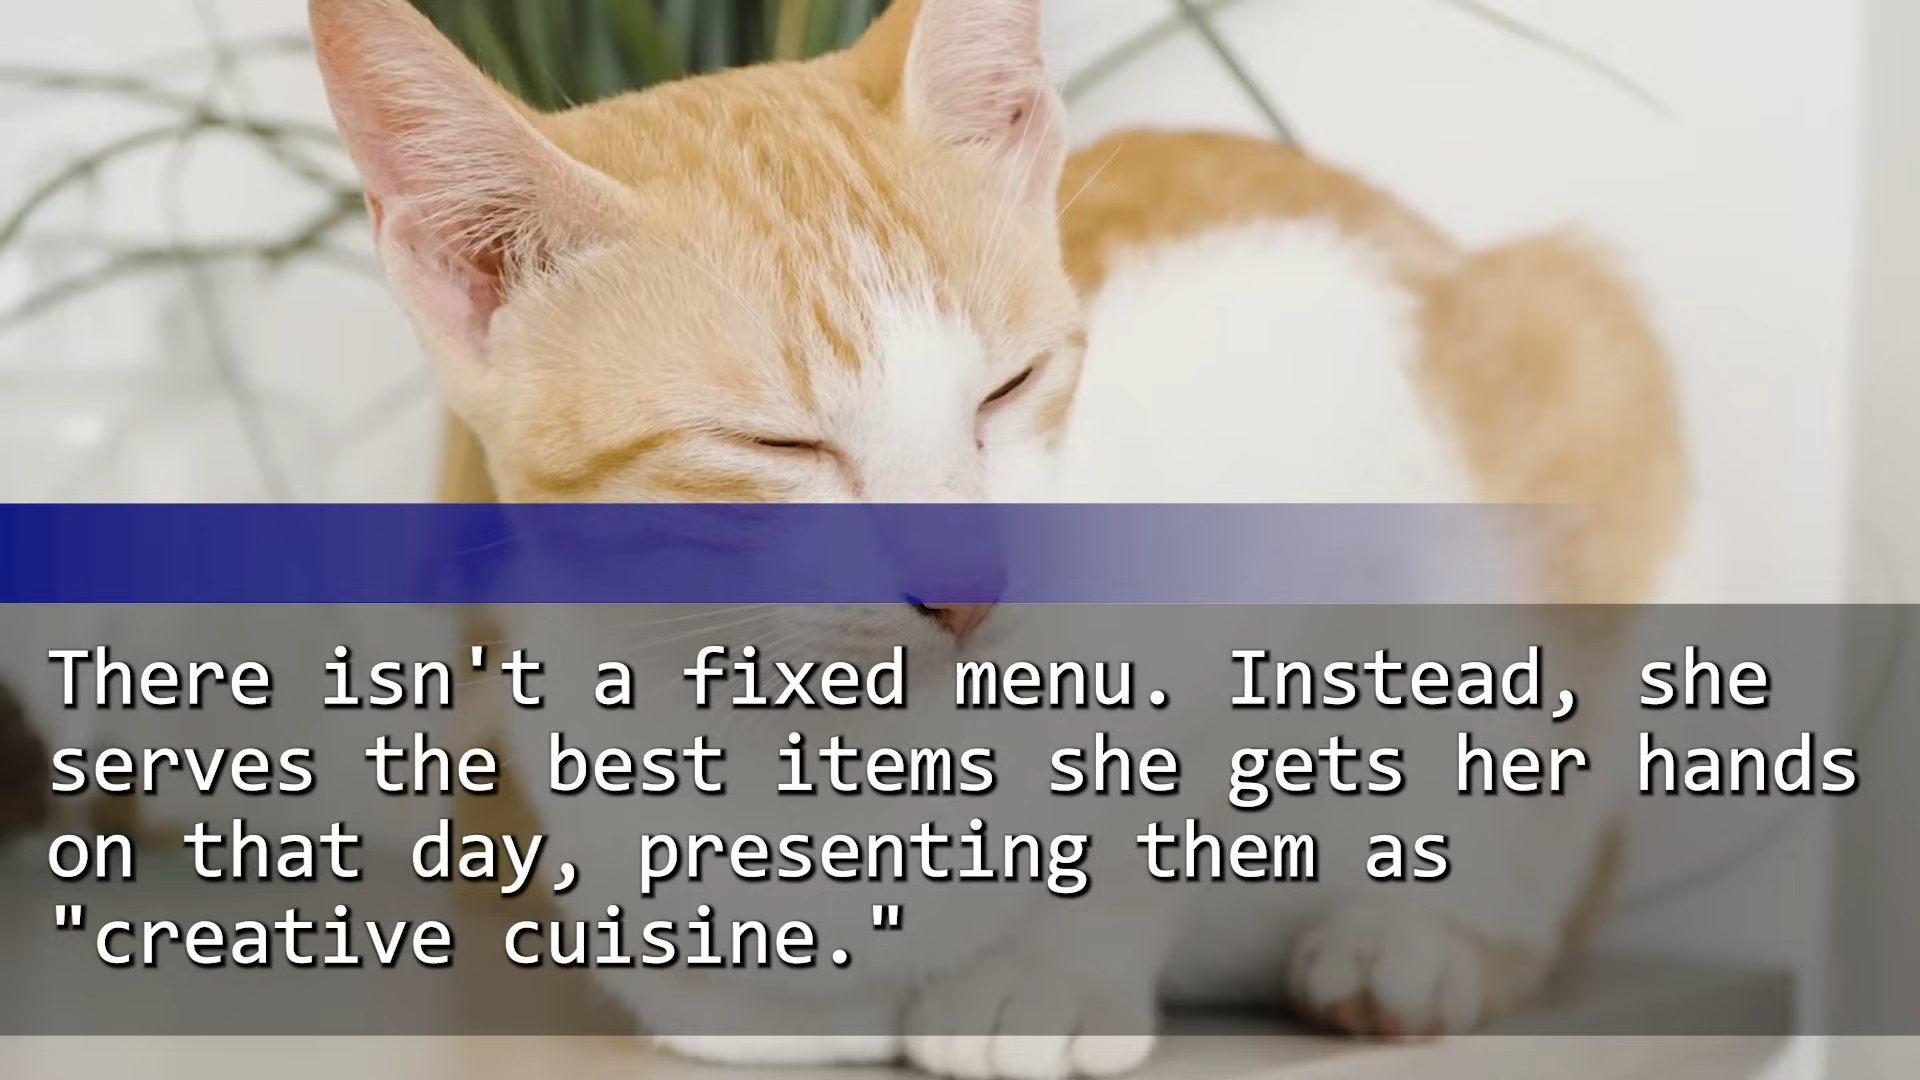 There isn't a fixed menu. Instead, she
serves the best items she gets her hands
on that day, presenting them as
"creative cuisine."